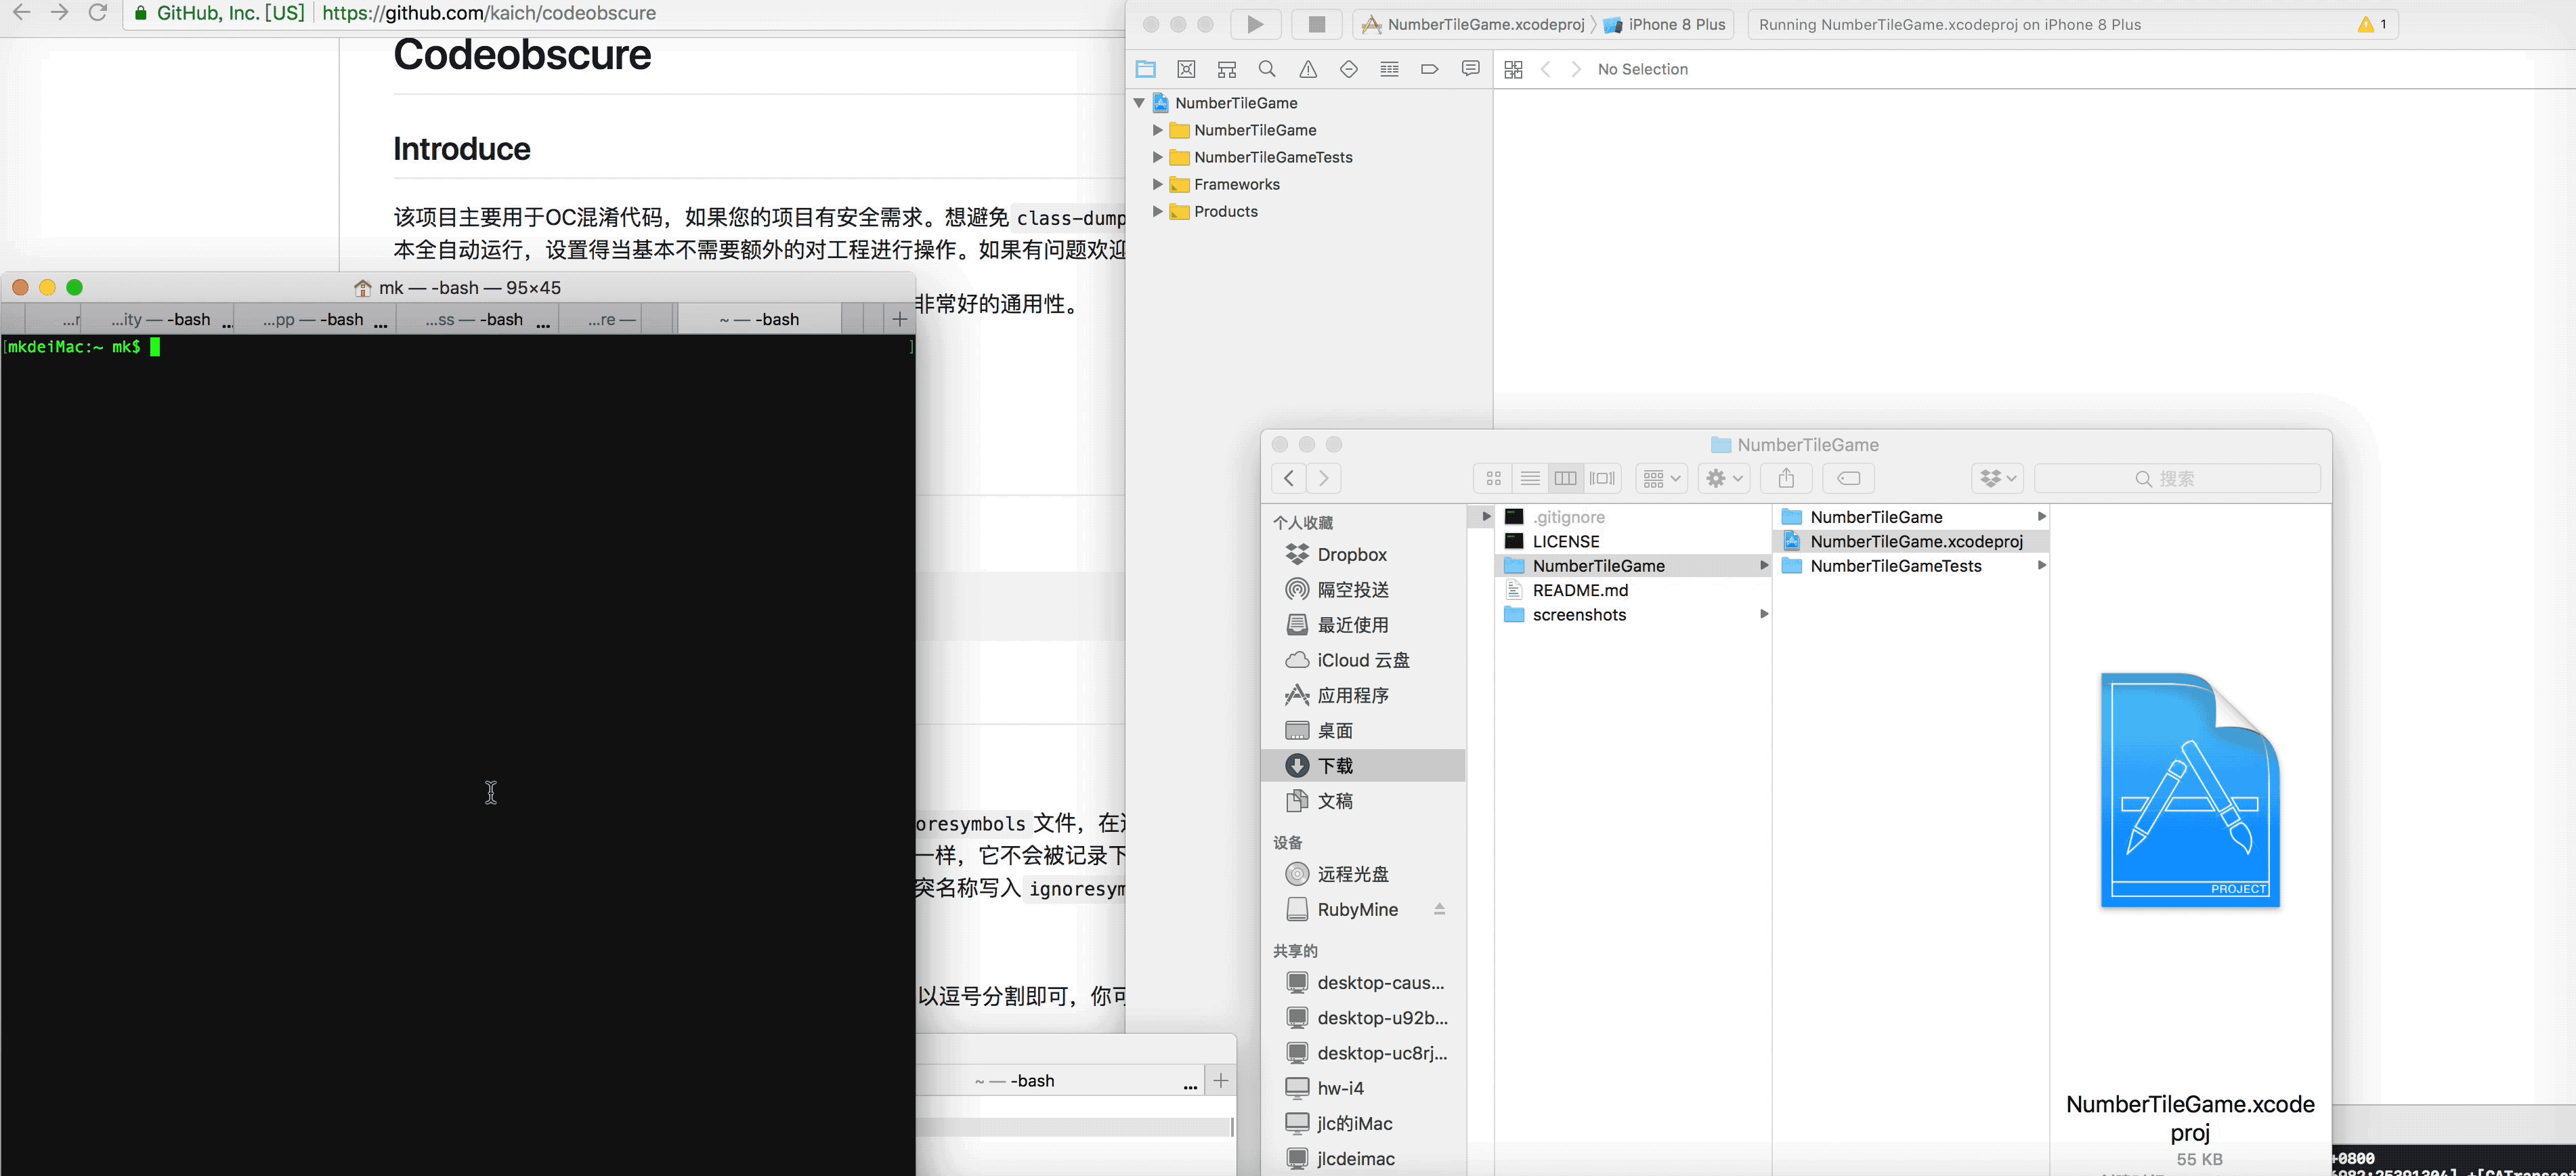 GitHub, Inc. [US] https://github.com/kaich/codeobscure
Codeobscure
Introduce
该项目主要用于OC混淆代码，如果您的项目有安全需求。想避免 class-dump
本全自动运行，设置得当基本不需要额外的对工程进行操作。如果有问题欢迎
非常好的通用性。
oresymbols 文件，在
一样，它不会被记录下
突名称写入 ignoresym
以逗号分割即可，你可
mk — -bash — 95×45
...r ...ity — -bash ... ...pp — -bash ... ...ss — -bash ... ...re — ~ — -bash
[mkdeiMac:~ mk$ ]
~ — -bash ...
NumberTileGame.xcodeproj iPhone 8 Plus
Running NumberTileGame.xcodeproj on iPhone 8 Plus 1
No Selection
NumberTileGame
NumberTileGame
NumberTileGameTests
Frameworks
Products
NumberTileGame
搜索
个人收藏
Dropbox
隔空投送
最近使用
iCloud 云盘
应用程序
桌面
下载
文稿
设备
远程光盘
RubyMine
共享的
desktop-caus...
desktop-u92b...
desktop-uc8rj...
hw-i4
jlc的iMac
jlcdeimac
.gitignore
LICENSE
NumberTileGame
README.md
screenshots
NumberTileGame
NumberTileGame.xcodeproj
NumberTileGameTests
PROJECT
NumberTileGame.xcode
proj
55 KB
+0800